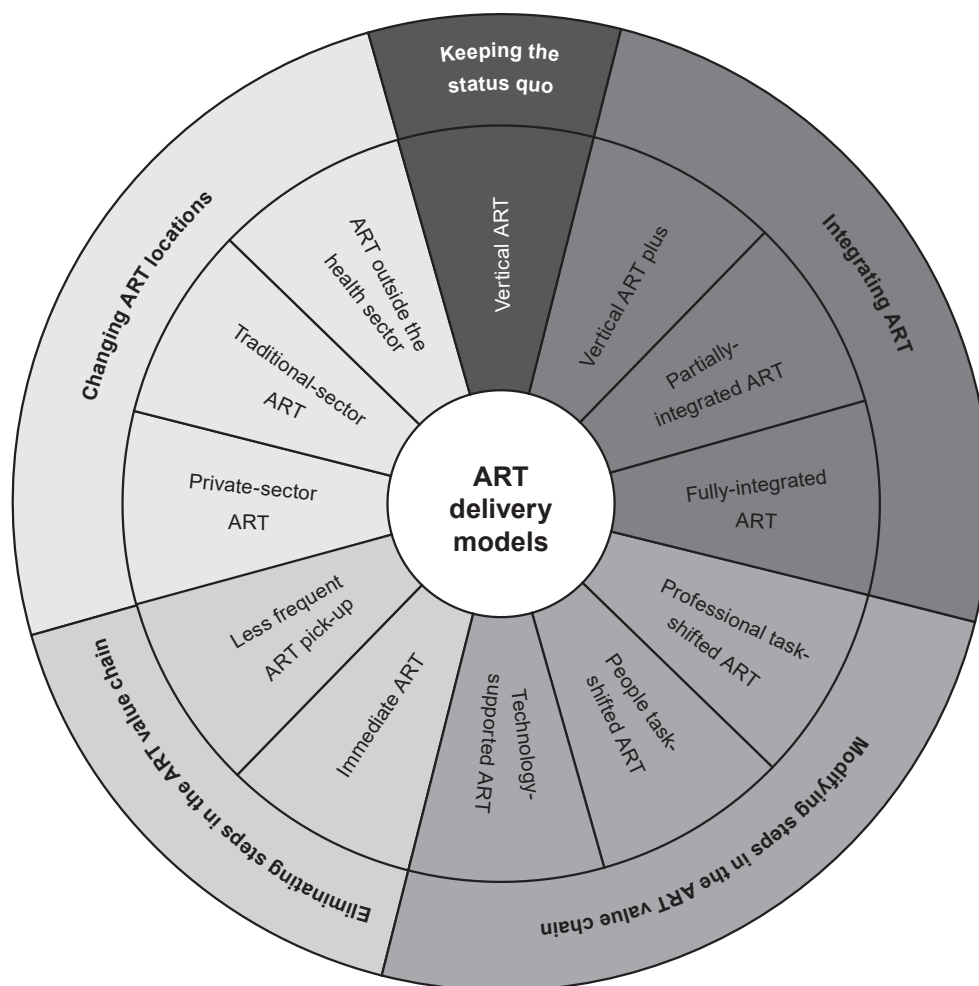 ART
delivery
models
Keeping the
status quo
Vertical ART
Integrating ART
Vertical ART plus
Partially-
integrated ART
Fully-integrated
ART
Modifying steps in the ART value chain
Professional task-
shifted ART
People task-
shifted ART
Technology-
supported ART
Eliminating steps in the ART value chain
Immediate ART
Less frequent
ART pick-up
Changing ART locations
Private-sector
ART
Traditional-sector
ART
ART outside the
health sector